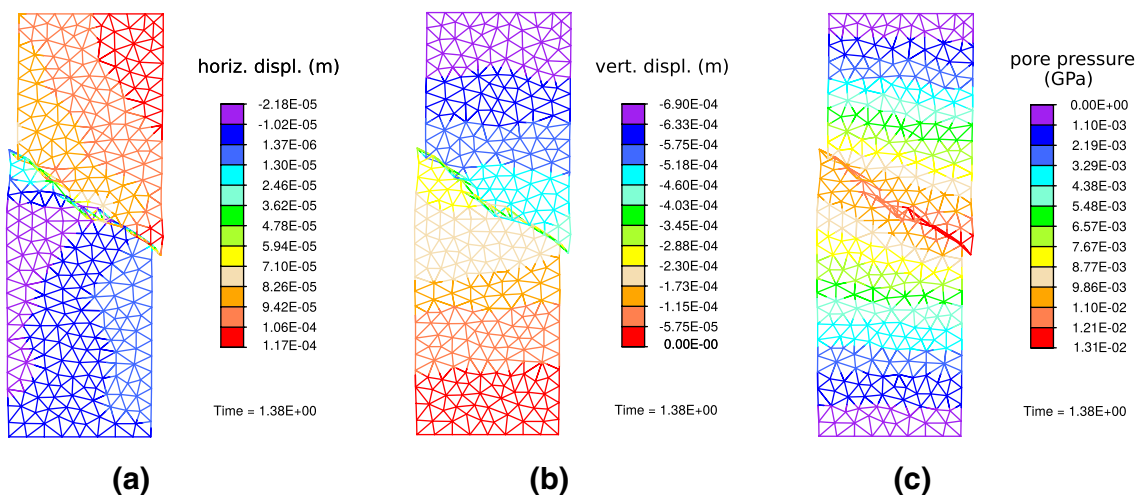 horiz. displ. (m)
-2.18E-05
-1.02E-05
1.37E-06
1.30E-05
2.46E-05
3.62E-05
4.78E-05
5.94E-05
7.10E-05
8.26E-05
9.42E-05
1.06E-04
1.17E-04
Time = 1.38E+00
(a)
vert. displ. (m)
-6.90E-04
-6.33E-04
-5.75E-04
-5.18E-04
-4.60E-04
-4.03E-04
-3.45E-04
-2.88E-04
-2.30E-04
-1.73E-04
-1.15E-04
-5.75E-05
0.00E-00
Time = 1.38E+00
(b)
pore pressure
(GPa)
0.00E+00
1.10E-03
2.19E-03
3.29E-03
4.38E-03
5.48E-03
6.57E-03
7.67E-03
8.77E-03
9.86E-03
1.10E-02
1.21E-02
1.31E-02
Time = 1.38E+00
(c)